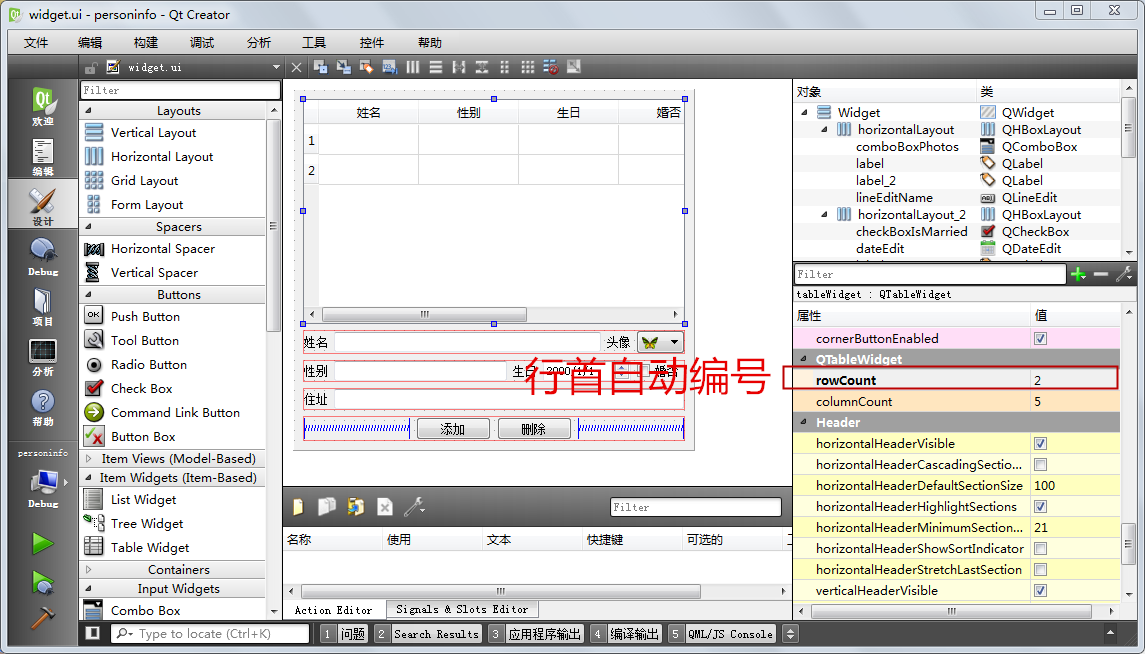 widget.ui - personinfo - Qt Creator
文件 编辑 构建 调试 分析 工具 控件 帮助
widget.ui
欢迎
编辑
设计
Debug
项目
分析
帮助
personinfo
Debug
Filter
Layouts
Vertical Layout
Horizontal Layout
Grid Layout
Form Layout
Spacers
Horizontal Spacer
Vertical Spacer
Buttons
Push Button
Tool Button
Radio Button
Check Box
Command Link Button
Button Box
Item Views (Model-Based)
Item Widgets (Item-Based)
List Widget
Tree Widget
Table Widget
Containers
Input Widgets
Combo Box
姓名 性别 生日 婚否
1
2
姓名 头像
性别 生日 2000/1/1 婚否
行首自动编号
住址
添加 删除
Filter
名称 使用 文本 快捷键 可选的
Action Editor Signals & Slots Editor
对象 类
Widget QWidget
horizontalLayout QHBoxLayout
comboBoxPhotos QComboBox
label QLabel
label_2 QLabel
lineEditName QLineEdit
horizontalLayout_2 QHBoxLayout
checkBoxIsMarried QCheckBox
dateEdit QDateEdit
Filter
tableWidget : QTableWidget
属性 值
cornerButtonEnabled
QTableWidget
rowCount 2
columnCount 5
Header
horizontalHeaderVisible
horizontalHeaderCascadingSectio...
horizontalHeaderDefaultSectionSize 100
horizontalHeaderHighlightSections
horizontalHeaderMinimumSection... 21
horizontalHeaderShowSortIndicator
horizontalHeaderStretchLastSection
verticalHeaderVisible
Type to locate (Ctrl+K) 1 问题 2 Search Results 3 应用程序输出 4 编译输出 5 QML/JS Console